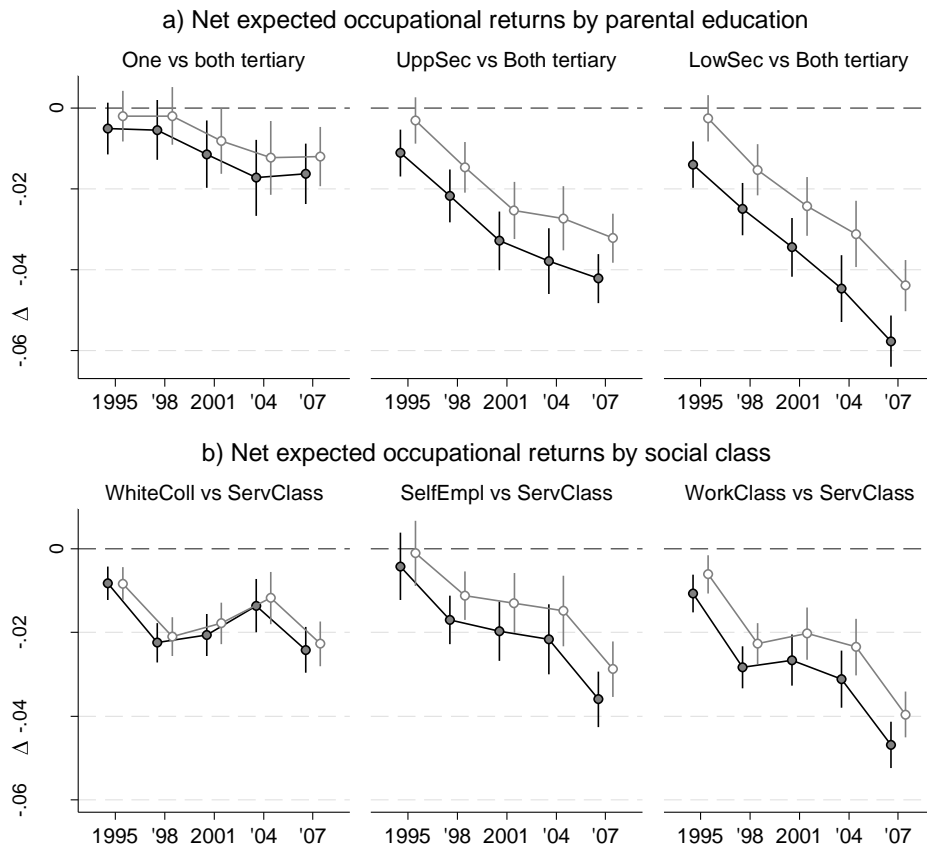 a) Net expected occupational returns by parental education
One vs both tertiary UppSec vs Both tertiary LowSec vs Both tertiary
0
-.02
-.04
-.06
Δ
1995 '98 2001 '04 '07 1995 '98 2001 '04 '07 1995 '98 2001 '04 '07
b) Net expected occupational returns by social class
WhiteColl vs ServClass SelfEmpl vs ServClass WorkClass vs ServClass
0
-.02
-.04
-.06
Δ
1995 '98 2001 '04 '07 1995 '98 2001 '04 '07 1995 '98 2001 '04 '07